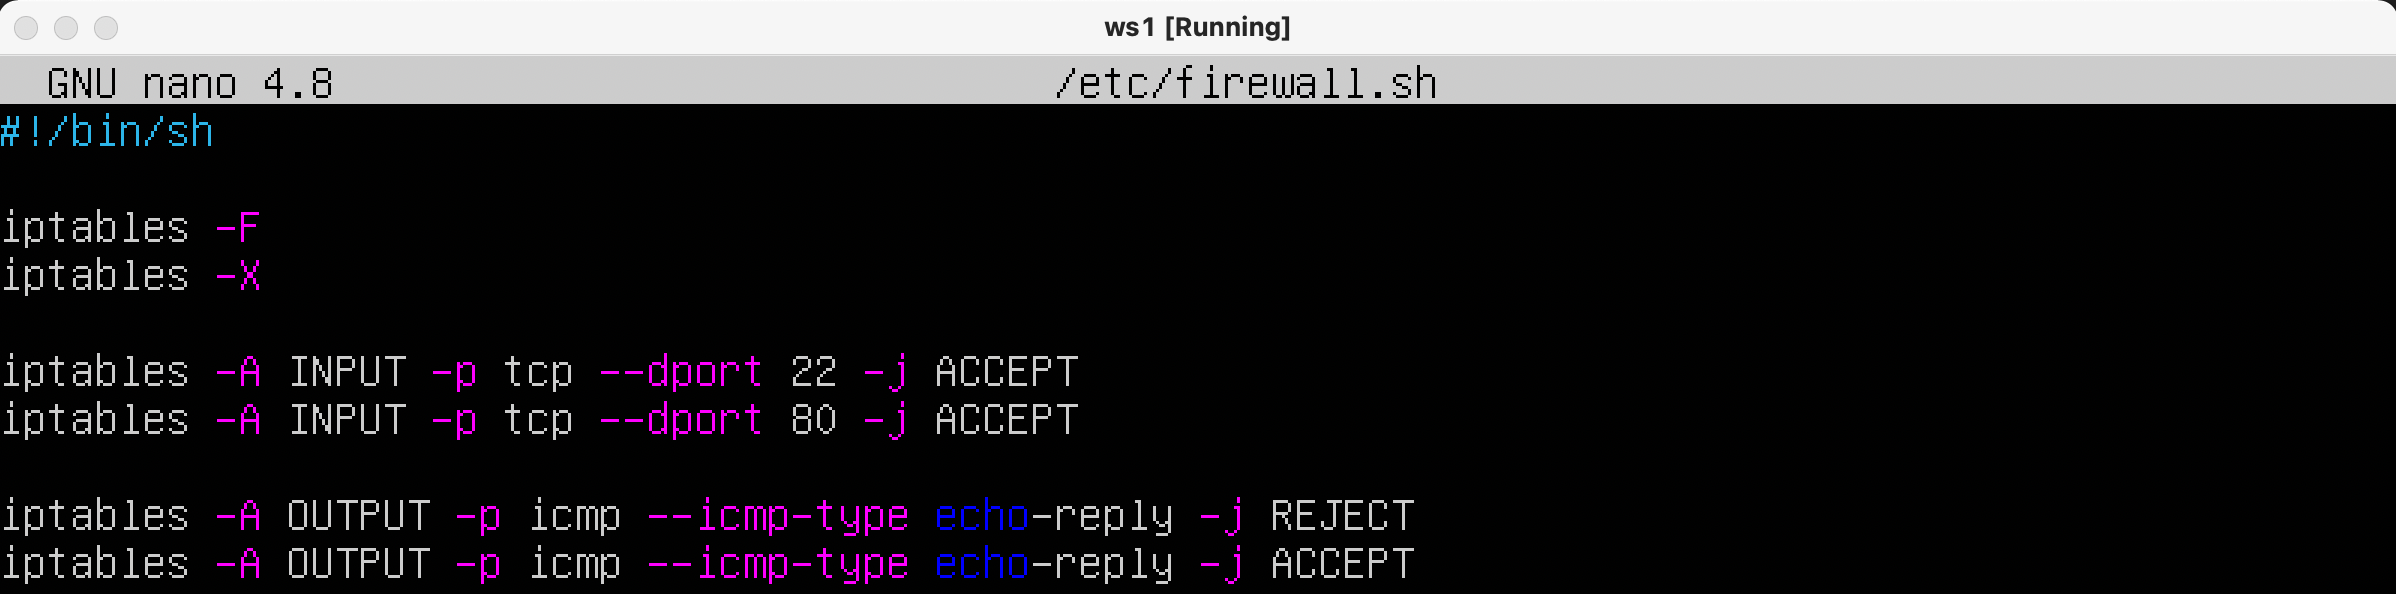 ws1 [Running]
GNU nano 4.8 /etc/firewall.sh
#!/bin/sh
iptables -F
iptables -X
iptables -A INPUT -p tcp --dport 22 -j ACCEPT
iptables -A INPUT -p tcp --dport 80 -j ACCEPT
iptables -A OUTPUT -p icmp --icmp-type echo-reply -j REJECT
iptables -A OUTPUT -p icmp --icmp-type echo-reply -j ACCEPT